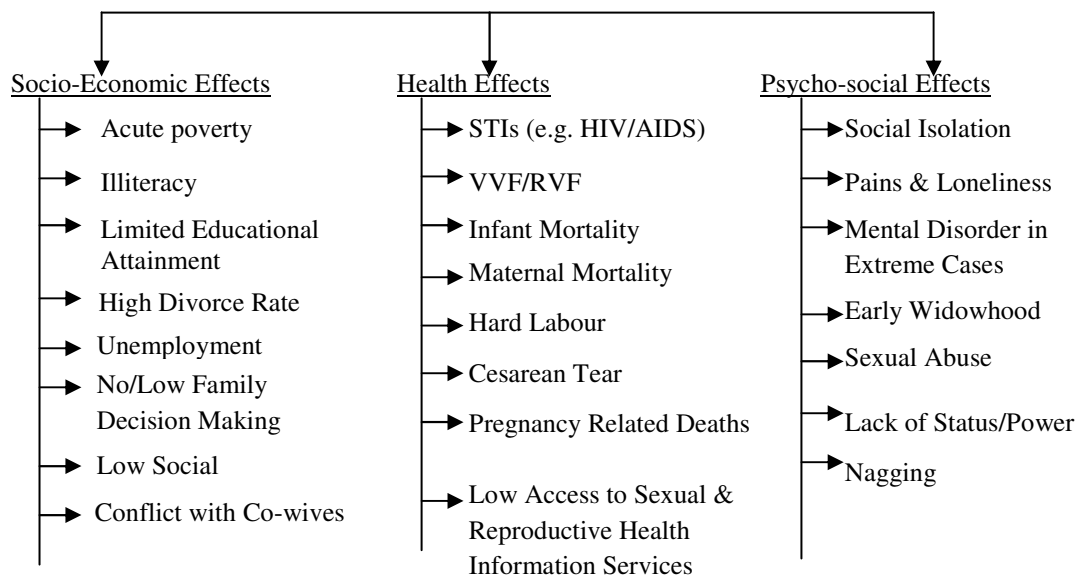 Socio-Economic Effects
Acute poverty
Illiteracy
Limited Educational
Attainment
High Divorce Rate
Unemployment
No/Low Family
Decision Making
Low Social
Conflict with Co-wives
Health Effects
STIs (e.g. HIV/AIDS)
VVF/RVF
Infant Mortality
Maternal Mortality
Hard Labour
Cesarean Tear
Pregnancy Related Deaths
Low Access to Sexual &
Reproductive Health
Information Services
Psycho-social Effects
Social Isolation
Pains & Loneliness
Mental Disorder in
Extreme Cases
Early Widowhood
Sexual Abuse
Lack of Status/Power
Nagging